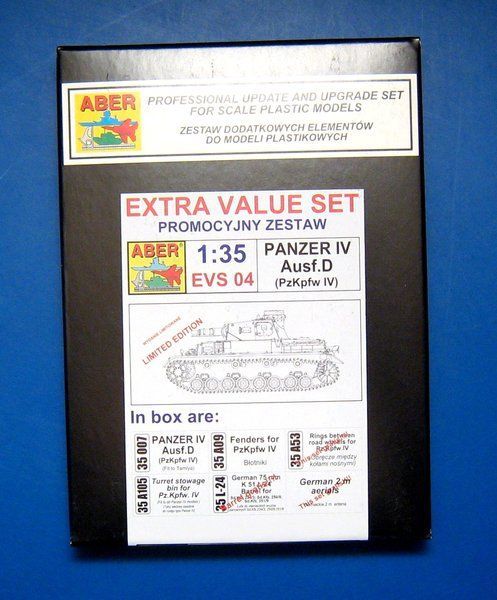 ABER
PROFESSIONAL UPDATE AND UPGRADE SET
FOR SCALE PLASTIC MODELS
ZESTAW DODATKOWYCH ELEMENTÓW
DO MODELI PLASTIKOWYCH
EXTRA VALUE SET
PROMOCYJNY ZESTAW
ABER
1:35
EVS 04
PANZER IV
Ausf.D
(PzKpfw IV)
LIMITED EDITION
In box are:
35 007
PANZER IV
Ausf.D
(PzKpfw IV)
(Fit to Tamiya)
35 A09
Fenders for
PzKpfw IV
Błotniki
35 A53
Rings between
road wheels for
PzKpfw IV
35 A105
Turret stowage
bin for
Pz.Kpfw. IV
35 L-24
German 75 mm
Barrel for
German 2 m
aerials